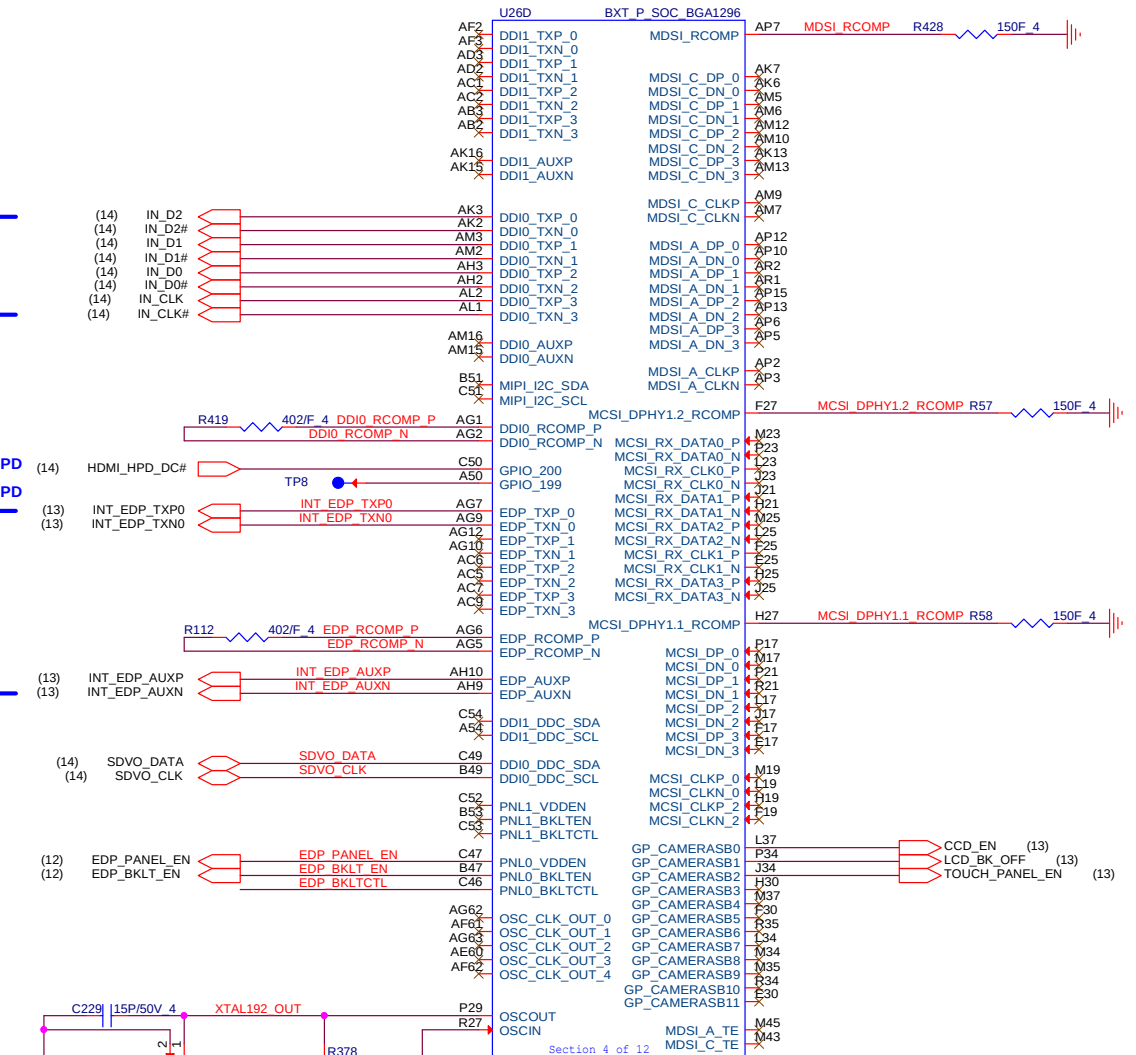 U26D BXT_P_SOC_BGA1296
AF2 DDI1_TXP_0 MDSI_RCOMP AP7 MDSI_RCOMP R428 150F_4
AF3 DDI1_TXN_0
AD3 DDI1_TXP_1
AD2 DDI1_TXN_1 MDSI_C_DP_0 AK7
AC1 DDI1_TXP_2 MDSI_C_DN_0 AK6
AC2 DDI1_TXN_2 MDSI_C_DP_1 AM5
AB3 DDI1_TXP_3 MDSI_C_DN_1 AM6
AB2 DDI1_TXN_3 MDSI_C_DP_2 AM12
MDSI_C_DN_2 AM10
AK16 DDI1_AUXP MDSI_C_DP_3 AK13
AK15 DDI1_AUXN MDSI_C_DN_3 AM13
MDSI_C_CLKP AM9
(14) IN_D2 AK3 DDI0_TXP_0 MDSI_C_CLKN AM7
(14) IN_D2# AK2 DDI0_TXN_0
(14) IN_D1 AM3 DDI0_TXP_1 MDSI_A_DP_0 AP12
(14) IN_D1# AM2 DDI0_TXN_1 MDSI_A_DN_0 AP10
(14) IN_D0 AH3 DDI0_TXP_2 MDSI_A_DP_1 AR2
(14) IN_D0# AH2 DDI0_TXN_2 MDSI_A_DN_1 AR1
(14) IN_CLK AL2 DDI0_TXP_3 MDSI_A_DP_2 AP15
(14) IN_CLK# AL1 DDI0_TXN_3 MDSI_A_DN_2 AP13
MDSI_A_DP_3 AP6
AM16 DDI0_AUXP MDSI_A_DN_3 AP5
AM15 DDI0_AUXN
MDSI_A_CLKP AP2
B51 MIPI_I2C_SDA MDSI_A_CLKN AP3
C51 MIPI_I2C_SCL
MCSI_DPHY1.2_RCOMP F27 MCSI_DPHY1.2_RCOMP R57 150F_4
R419 402/F_4 DDI0_RCOMP_P AG1 DDI0_RCOMP_P
DDI0_RCOMP_N AG2 DDI0_RCOMP_N MCSI_RX_DATA0_P M23
MCSI_RX_DATA0_N P23
PD (14) HDMI_HPD_DC# C50 GPIO_200 MCSI_RX_CLK0_P L23
TP8 A50 GPIO_199 MCSI_RX_CLK0_N J23
PD MCSI_RX_DATA1_P J21
(13) INT_EDP_TXP0 INT_EDP_TXP0 AG7 EDP_TXP_0 MCSI_RX_DATA1_N H21
(13) INT_EDP_TXN0 INT_EDP_TXN0 AG9 EDP_TXN_0 MCSI_RX_DATA2_P M25
AG12 EDP_TXP_1 MCSI_RX_DATA2_N L25
AG10 EDP_TXN_1 MCSI_RX_CLK1_P F25
AC6 EDP_TXP_2 MCSI_RX_CLK1_N E25
AC5 EDP_TXN_2 MCSI_RX_DATA3_P H25
AC7 EDP_TXP_3 MCSI_RX_DATA3_N J25
AC9 EDP_TXN_3
MCSI_DPHY1.1_RCOMP H27 MCSI_DPHY1.1_RCOMP R58 150F_4
R112 402/F_4 EDP_RCOMP_P AG6 EDP_RCOMP_P
EDP_RCOMP_N AG5 EDP_RCOMP_N MCSI_DP_0 P17
MCSI_DN_0 M17
(13) INT_EDP_AUXP INT_EDP_AUXP AH10 EDP_AUXP MCSI_DP_1 P21
(13) INT_EDP_AUXN INT_EDP_AUXN AH9 EDP_AUXN MCSI_DN_1 R21
MCSI_DP_2 L17
C54 DDI1_DDC_SDA MCSI_DN_2 J17
A54 DDI1_DDC_SCL MCSI_DP_3 F17
MCSI_DN_3 E17
(14) SDVO_DATA SDVO_DATA C49 DDI0_DDC_SDA
(14) SDVO_CLK SDVO_CLK B49 DDI0_DDC_SCL MCSI_CLKP_0 M19
MCSI_CLKN_0 L19
C52 PNL1_VDDEN MCSI_CLKP_2 H19
B53 PNL1_BKLTEN MCSI_CLKN_2 F19
C53 PNL1_BKLTCTL
GP_CAMERASB0 L37 CCD_EN (13)
(12) EDP_PANEL_EN EDP_PANEL_EN C47 PNL0_VDDEN GP_CAMERASB1 P34 LCD_BK_OFF (13)
(12) EDP_BKLT_EN EDP_BKLT_EN B47 PNL0_BKLTEN GP_CAMERASB2 J34 TOUCH_PANEL_EN (13)
EDP_BKLTCTL C46 PNL0_BKLTCTL GP_CAMERASB3 H30
GP_CAMERASB4 M37
AG62 OSC_CLK_OUT_0 GP_CAMERASB5 F30
AF61 OSC_CLK_OUT_1 GP_CAMERASB6 R35
AG63 OSC_CLK_OUT_2 GP_CAMERASB7 L34
AE60 OSC_CLK_OUT_3 GP_CAMERASB8 M34
AF62 OSC_CLK_OUT_4 GP_CAMERASB9 M35
GP_CAMERASB10 R34
GP_CAMERASB11 E30
C229 15P/50V_4 XTAL192_OUT P29 OSCOUT
R27 OSCIN MDSI_A_TE M45
2 1 R378 MDSI_C_TE M43
Section 4 of 12